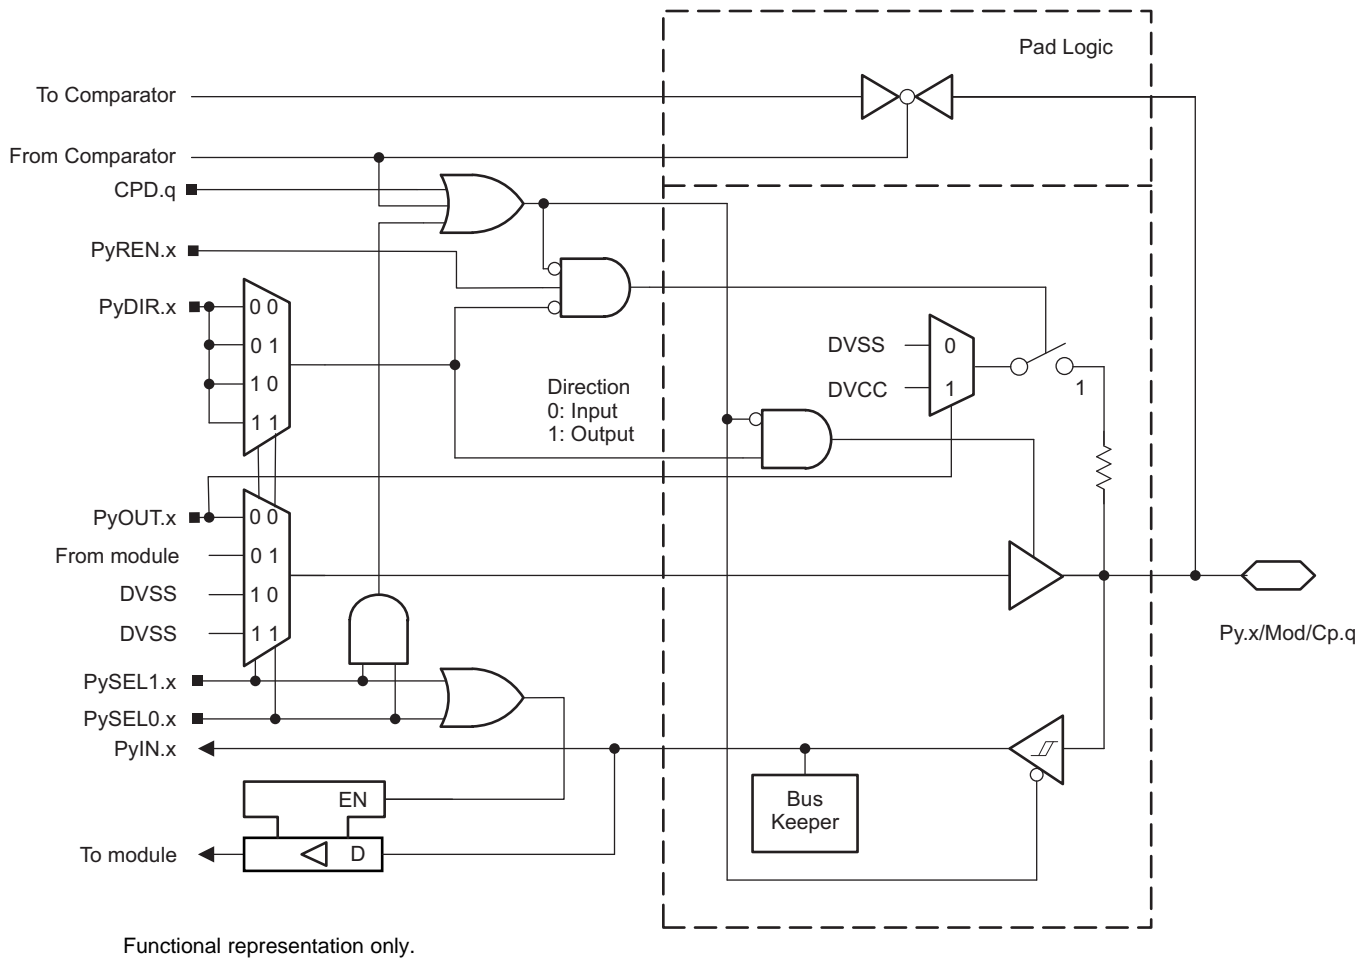 Pad Logic
To Comparator
From Comparator
CPD.q
PyREN.x
PyDIR.x
0 0
0 1
1 0
1 1
Direction
0: Input
1: Output
DVSS
0
DVCC
1
1
PyOUT.x
0 0
From module
0 1
DVSS
1 0
DVSS
1 1
Py.x/Mod/Cp.q
PySEL1.x
PySEL0.x
PyIN.x
Bus
Keeper
EN
To module
D
Functional representation only.